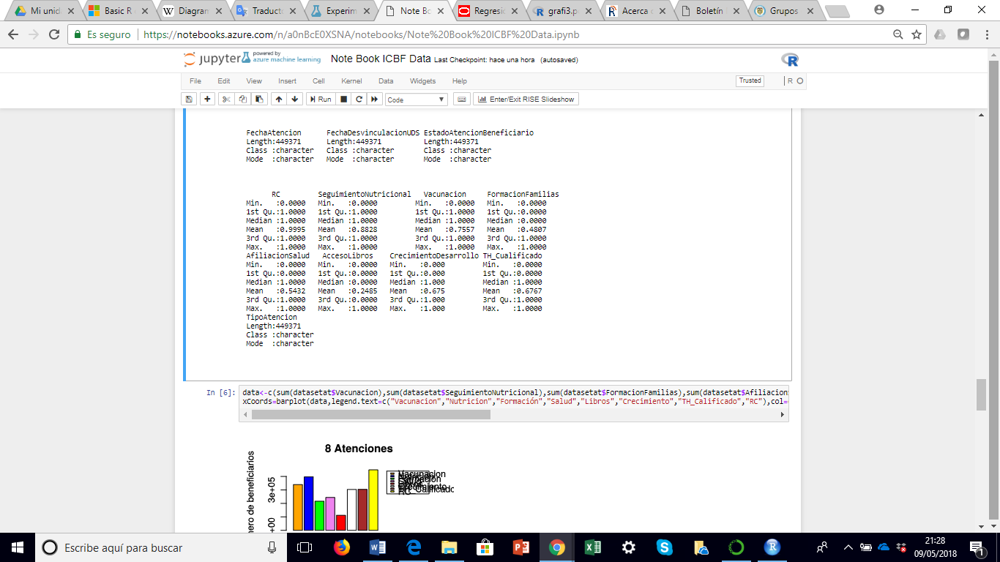 Mi unid
Basic R
Diagran
Traducto
Experim
Note Bo
Regresio
grafi3.p
Acerca
Boletín
Grupos
Es seguro
https://notebooks.azure.com/n/a0nBcE0XSNA/notebooks/Note%20Book%20ICBF%20Data.ipynb
jupyter powered by azure machine learning Note Book ICBF Data Last Checkpoint: hace una hora (autosaved) R
File Edit View Insert Cell Kernel Data Widgets Help Trusted R
Run Code Enter/Exit RISE Slideshow
FechaAtencion FechaDesvinculacionUDS EstadoAtencionBeneficiario
Length:449371 Length:449371 Length:449371
Class :character Class :character Class :character
Mode :character Mode :character Mode :character
RC SeguimientoNutricional Vacunacion FormacionFamilias
Min. :0.0000 Min. :0.0000 Min. :0.0000 Min. :0.0000
1st Qu.:1.0000 1st Qu.:1.0000 1st Qu.:1.0000 1st Qu.:0.0000
Median :1.0000 Median :1.0000 Median :1.0000 Median :0.0000
Mean :0.9995 Mean :0.8828 Mean :0.7557 Mean :0.4807
3rd Qu.:1.0000 3rd Qu.:1.0000 3rd Qu.:1.0000 3rd Qu.:1.0000
Max. :1.0000 Max. :1.0000 Max. :1.0000 Max. :1.0000
AfiliacionSalud AccesoLibros CrecimientoDesarrollo TH_Cualificado
Min. :0.0000 Min. :0.0000 Min. :0.000 Min. :0.0000
1st Qu.:0.0000 1st Qu.:0.0000 1st Qu.:0.000 1st Qu.:0.0000
Median :1.0000 Median :0.0000 Median :1.000 Median :1.0000
Mean :0.5432 Mean :0.2485 Mean :0.675 Mean :0.6767
3rd Qu.:1.0000 3rd Qu.:0.0000 3rd Qu.:1.000 3rd Qu.:1.0000
Max. :1.0000 Max. :1.0000 Max. :1.000 Max. :1.0000
TipoAtencion
Length:449371
Class :character
Mode :character
In [6]: data<-c(sum(datasetat$Vacunacion),sum(datasetat$SeguimientoNutricional),sum(datasetat$FormacionFamilias),sum(datasetat$Afiliacion
xCoords=barplot(data,legend.text=c("Vacunacion","Nutricion","Formación","Salud","Libros","Crecimiento","TH_Calificado","RC"),col=
8 Atenciones
nero de beneficiarios
3e+05
e+00
Vacunacion
Crecimiento
TH_Calificado
RC
Escribe aquí para buscar
21:28
09/05/2018
1